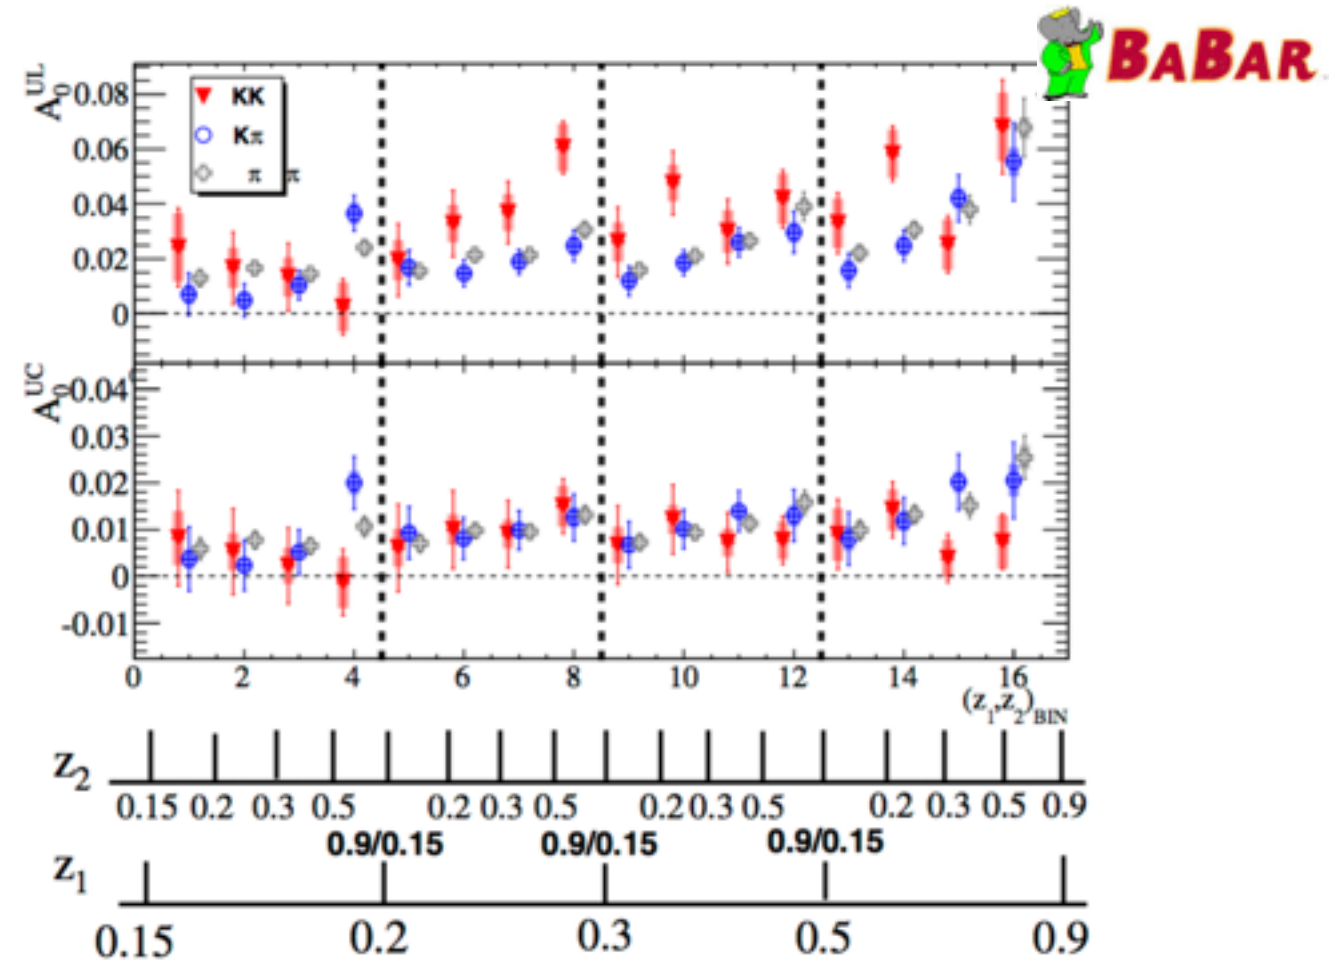 BABAR
A₀ᵁᴸ
0.08
0.06
0.04
0.02
0
KK
Kπ
π π
A₀ᵁᶜ
0.04
0.03
0.02
0.01
0
-0.01
0 2 4 6 8 10 12 14 16
(z₁,z₂)BIN
z₂
0.15 0.2 0.3 0.5 0.2 0.3 0.5 0.2 0.3 0.5 0.2 0.3 0.5 0.9
0.9/0.15 0.9/0.15 0.9/0.15
z₁
0.15 0.2 0.3 0.5 0.9